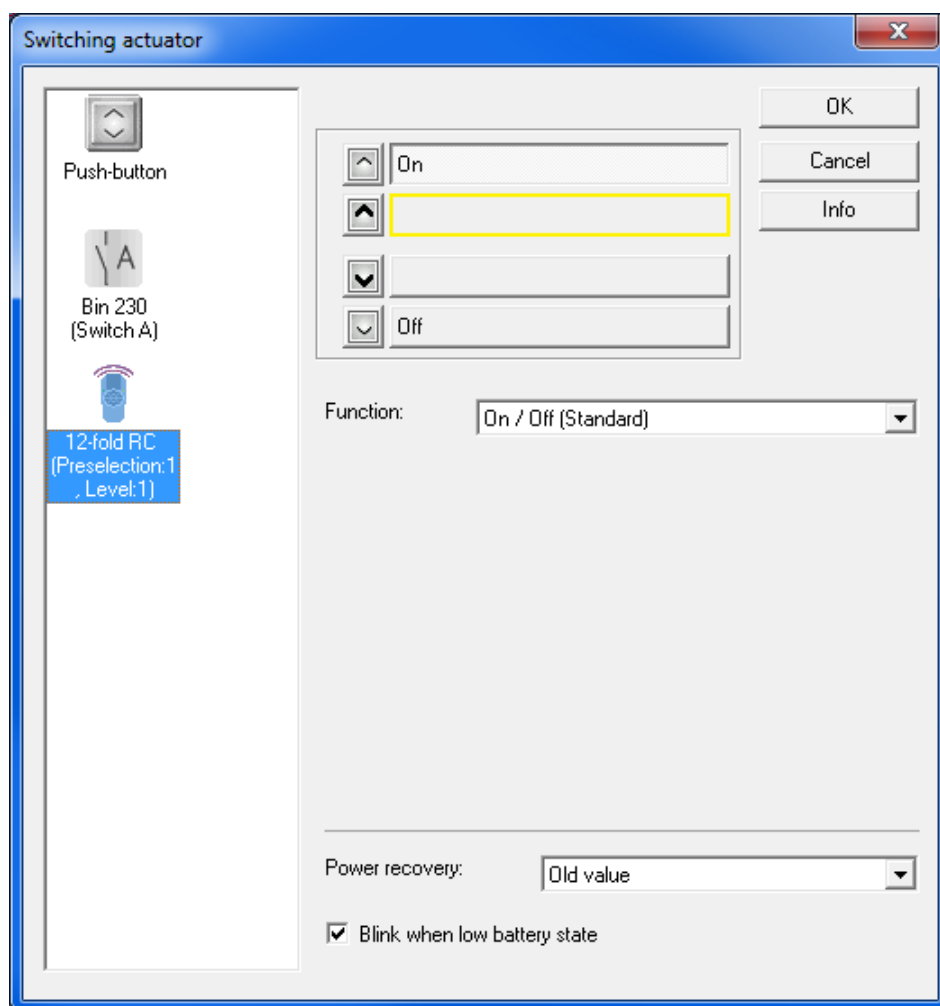 Switching actuator
Push-button
A
Bin 230
(Switch A)
12-fold RC
(Preselection:1
, Level:1)
On
Off
OK
Cancel
Info
Function:
On / Off (Standard)
Power recovery:
Old value
Blink when low battery state